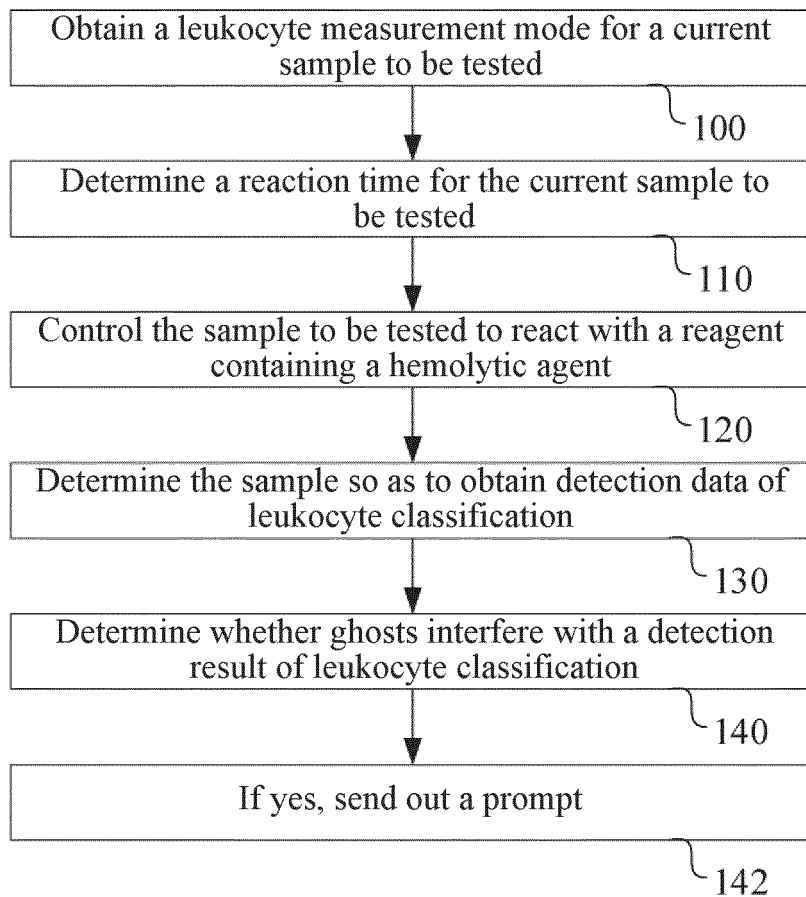 Obtain a leukocyte measurement mode for a current
sample to be tested
100
Determine a reaction time for the current sample to
be tested
110
Control the sample to be tested to react with a reagent
containing a hemolytic agent
120
Determine the sample so as to obtain detection data of
leukocyte classification
130
Determine whether ghosts interfere with a detection
result of leukocyte classification
140
If yes, send out a prompt
142